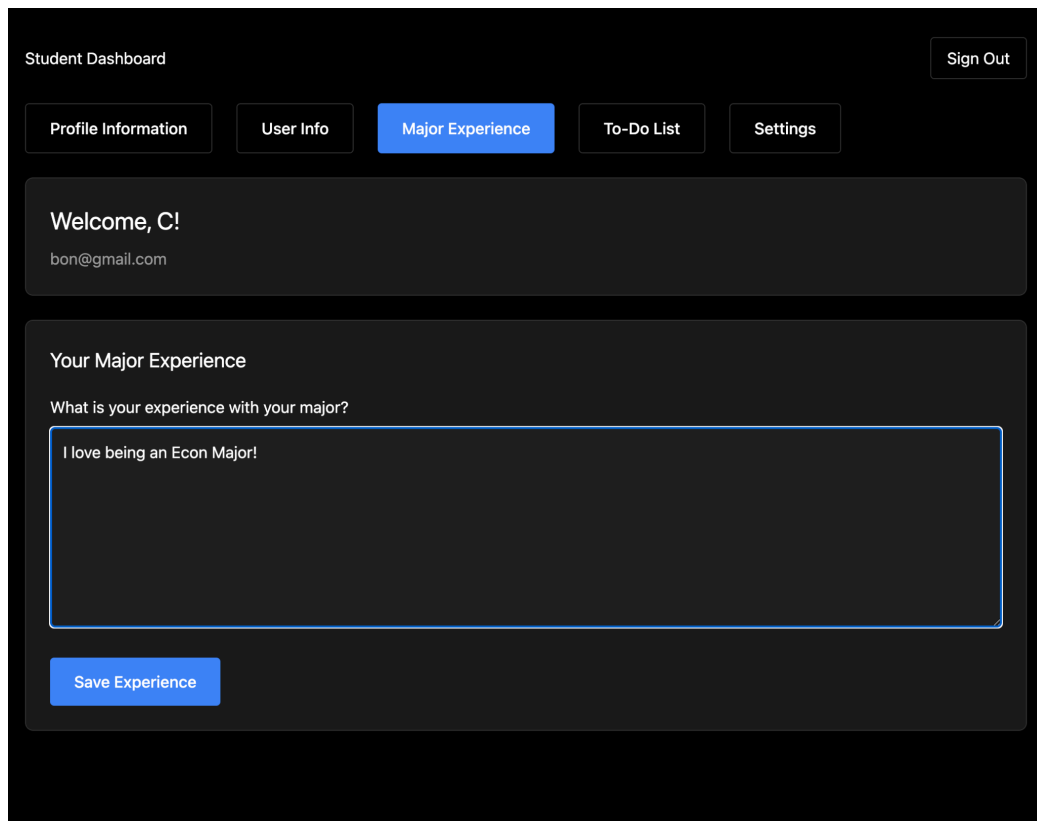 Student Dashboard
Sign Out
Profile Information
User Info
Major Experience
To-Do List
Settings
Welcome, C!
bon@gmail.com
Your Major Experience
What is your experience with your major?
I love being an Econ Major!
Save Experience